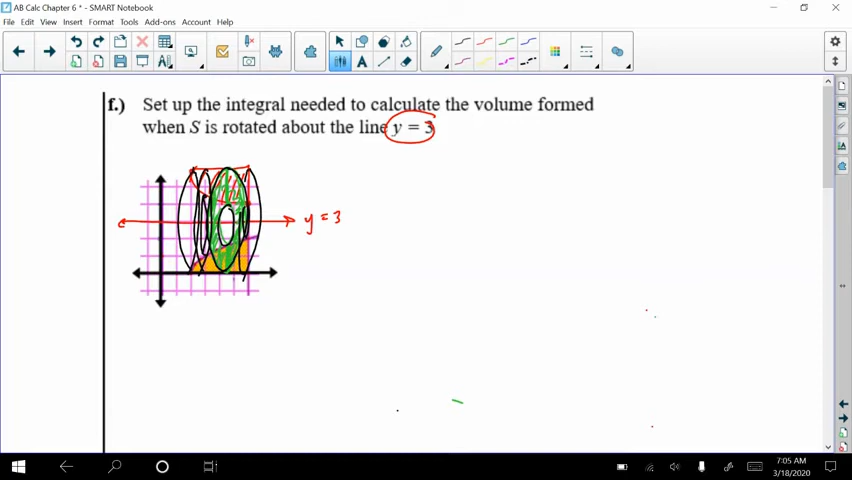 AB Calc Chapter 6 * - SMART Notebook
File Edit View Insert Format Tools Add-ons Account Help
f.) Set up the integral needed to calculate the volume formed
when S is rotated about the line y = 3
y = 3
7:05 AM
3/18/2020